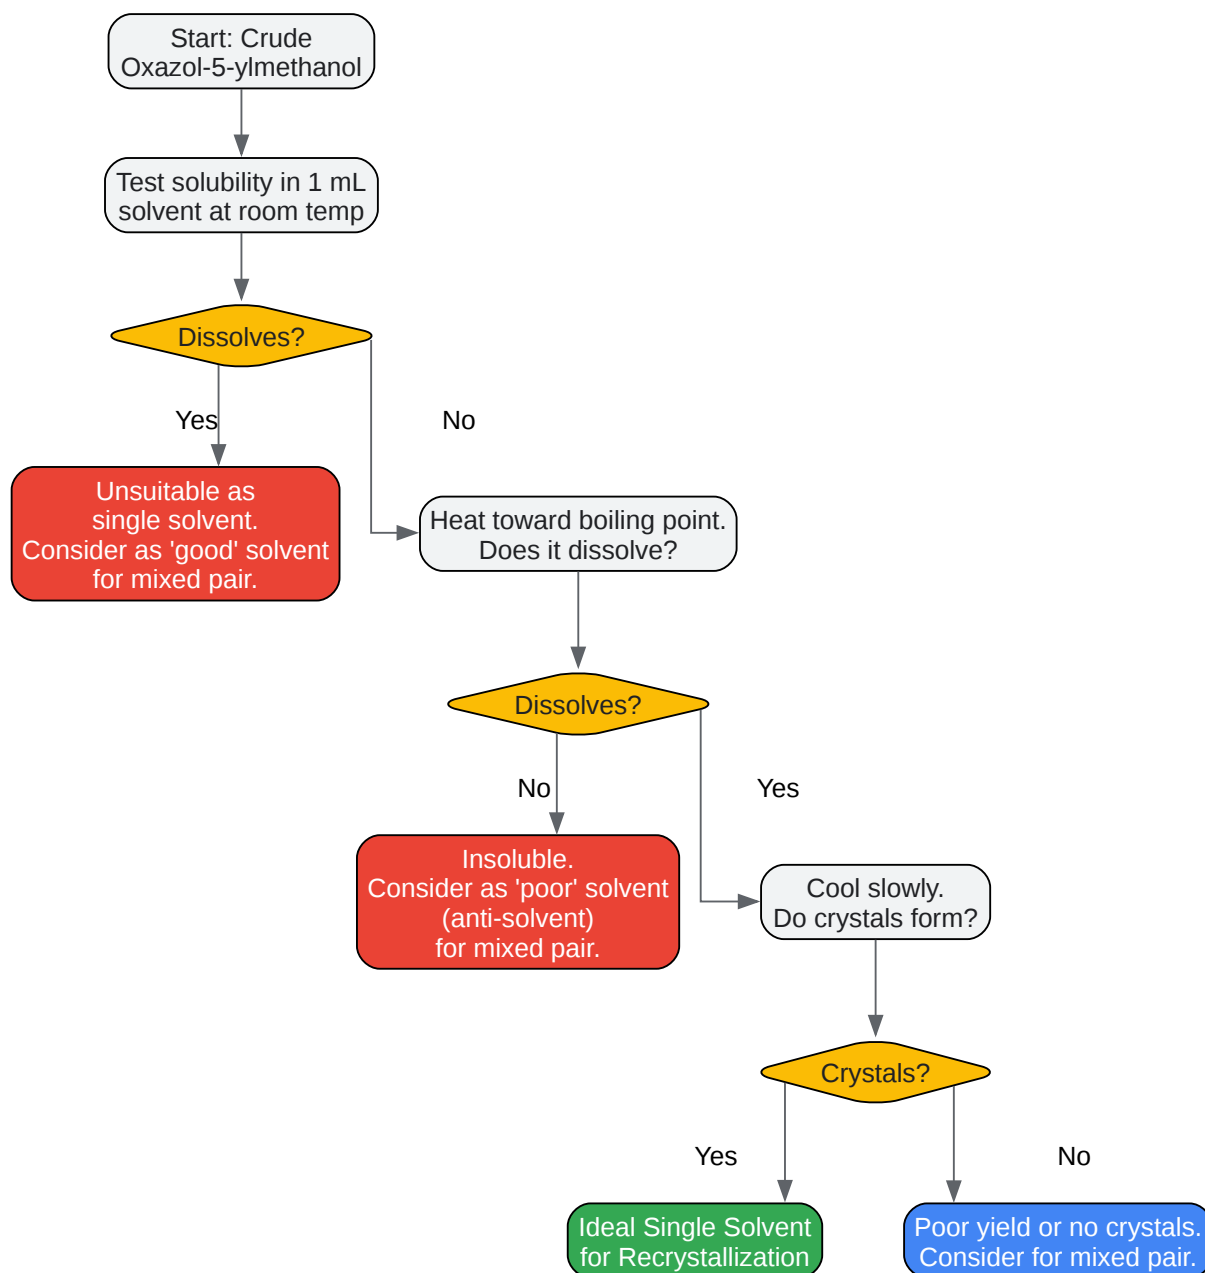 Start: Crude
Oxazol-5-ylmethanol
Test solubility in 1 mL
solvent at room temp
Dissolves?
Yes
No
Unsuitable as
single solvent.
Consider as 'good' solvent
for mixed pair.
Heat toward boiling point.
Does it dissolve?
Dissolves?
No
Yes
Insoluble.
Consider as 'poor' solvent
(anti-solvent)
for mixed pair.
Cool slowly.
Do crystals form?
Crystals?
Yes
No
Ideal Single Solvent
for Recrystallization
Poor yield or no crystals.
Consider for mixed pair.